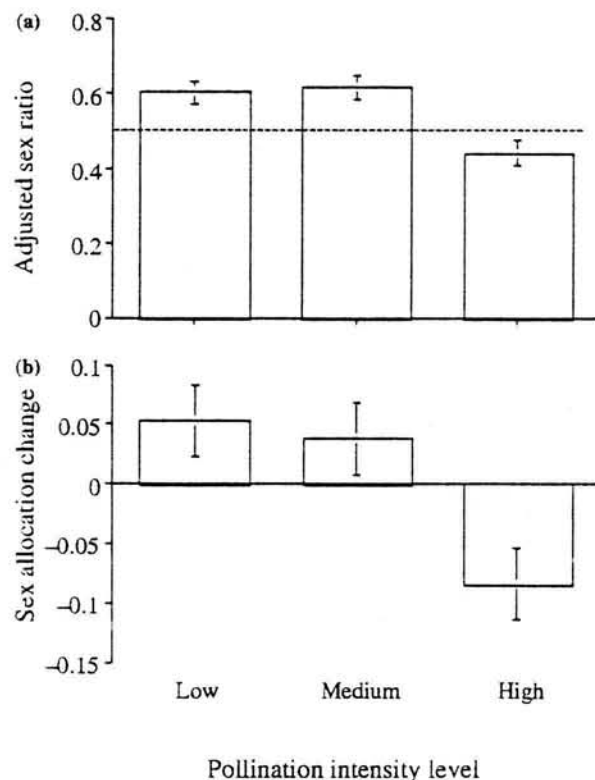 (a)
Adjusted sex ratio
0.8
0.6
0.4
0.2
0
(b)
Sex allocation change
0.1
0.05
0
−0.05
−0.1
−0.15
Low Medium High
Pollination intensity level